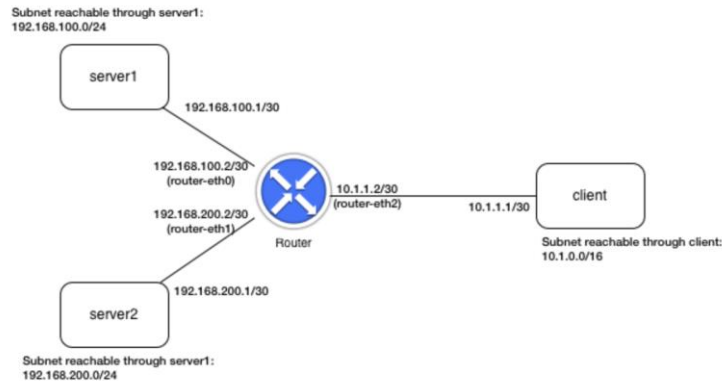 Subnet reachable through server1:
192.168.100.0/24
server1
192.168.100.1/30
192.168.100.2/30
(router-eth0)
10.1.1.2/30
(router-eth2)
192.168.200.2/30
(router-eth1)
Router
10.1.1.1/30
client
Subnet reachable through client:
10.1.0.0/16
192.168.200.1/30
server2
Subnet reachable through server1:
192.168.200.0/24